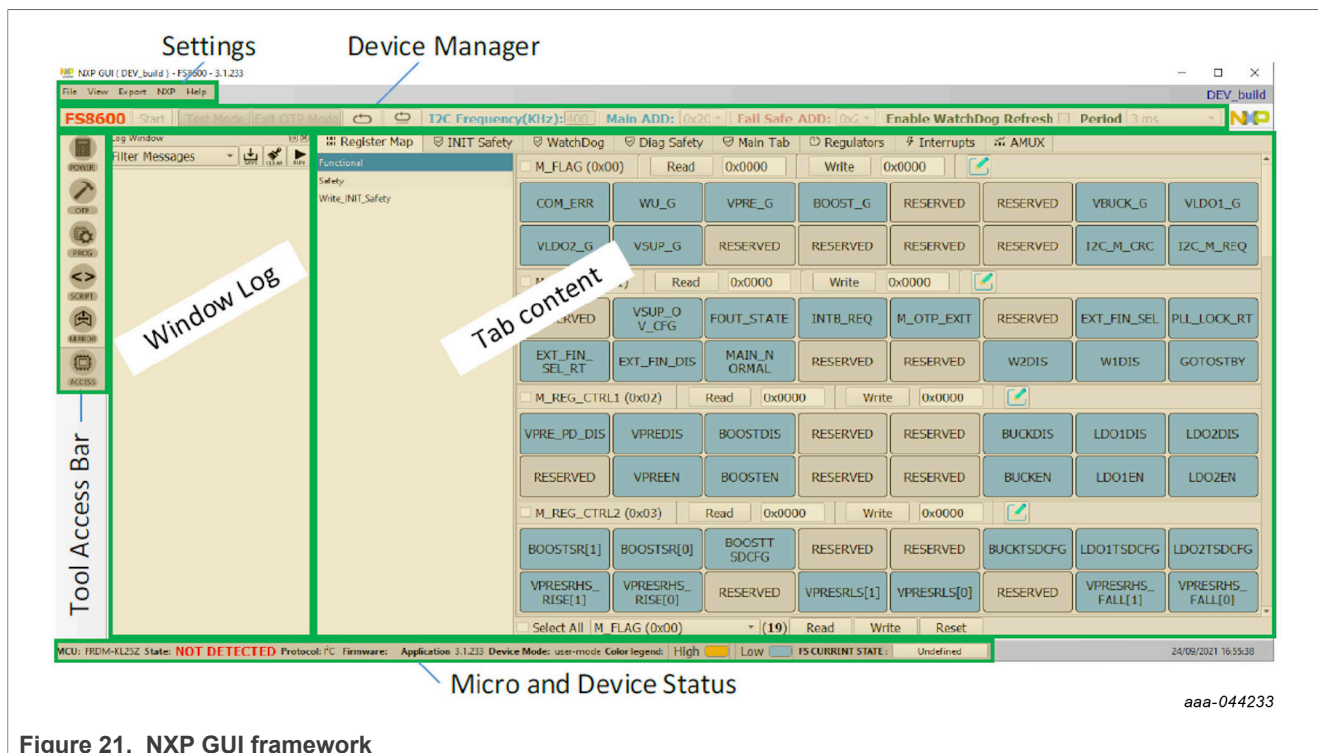 Settings
Device Manager
NXP GUI ( DEV_build ) - FS8600 - 3.1.233
File View Export NXP Help
DEV_build
FS8600 Start Test Mode Exit OTP Mode I2C Frequency(KHz): 400 Main ADD: 0x20 Fail Safe ADD: 0x2 Enable WatchDog Refresh Period 3 ms NXP
Log Window
Filter Messages SAVE CLEAR RUN
POWER
OTP
PROG
SCRIPT
MIRROR
ACCESS
Window Log
Tool Access Bar
Register Map INIT Safety WatchDog Diag Safety Main Tab Regulators Interrupts AMUX
Functional
Safety
Write_INIT_Safety
Tab content
M_FLAG (0x00) Read 0x0000 Write 0x0000
COM_ERR WU_G VPRE_G BOOST_G RESERVED RESERVED VBUCK_G VLDO1_G
VLDO2_G VSUP_G RESERVED RESERVED RESERVED RESERVED I2C_M_CRC I2C_M_REQ
Read 0x0000 Write 0x0000
VSUP_O
V_CFG FOUT_STATE INTB_REQ M_OTP_EXIT RESERVED EXT_FIN_SEL PLL_LOCK_RT
EXT_FIN_
SEL_RT EXT_FIN_DIS MAIN_N
ORMAL RESERVED RESERVED W2DIS W1DIS GOTOSTBY
M_REG_CTRL1 (0x02) Read 0x0000 Write 0x0000
VPRE_PD_DIS VPREDIS BOOSTDIS RESERVED RESERVED BUCKDIS LDO1DIS LDO2DIS
RESERVED VPREEN BOOSTEN RESERVED RESERVED BUCKEN LDO1EN LDO2EN
M_REG_CTRL2 (0x03) Read 0x0000 Write 0x0000
BOOSTSR[1] BOOSTSR[0] BOOSTT
SDCFG RESERVED RESERVED BUCKTSDCFG LDO1TSDCFG LDO2TSDCFG
VPRESRHS_
RISE[1] VPRESRHS_
RISE[0] RESERVED VPRESRLS[1] VPRESRLS[0] RESERVED VPRESRHS_
FALL[1] VPRESRHS_
FALL[0]
Select All M_FLAG (0x00) (19) Read Write Reset
MCU: FRDM-KL25Z State: NOT DETECTED Protocol: I²C Firmware: Application 3.1.233 Device Mode: user-mode Color legend: High Low FS CURRENT STATE : Undefined 24/09/2021 16:55:38
Micro and Device Status
aaa-044233
Figure 21. NXP GUI framework